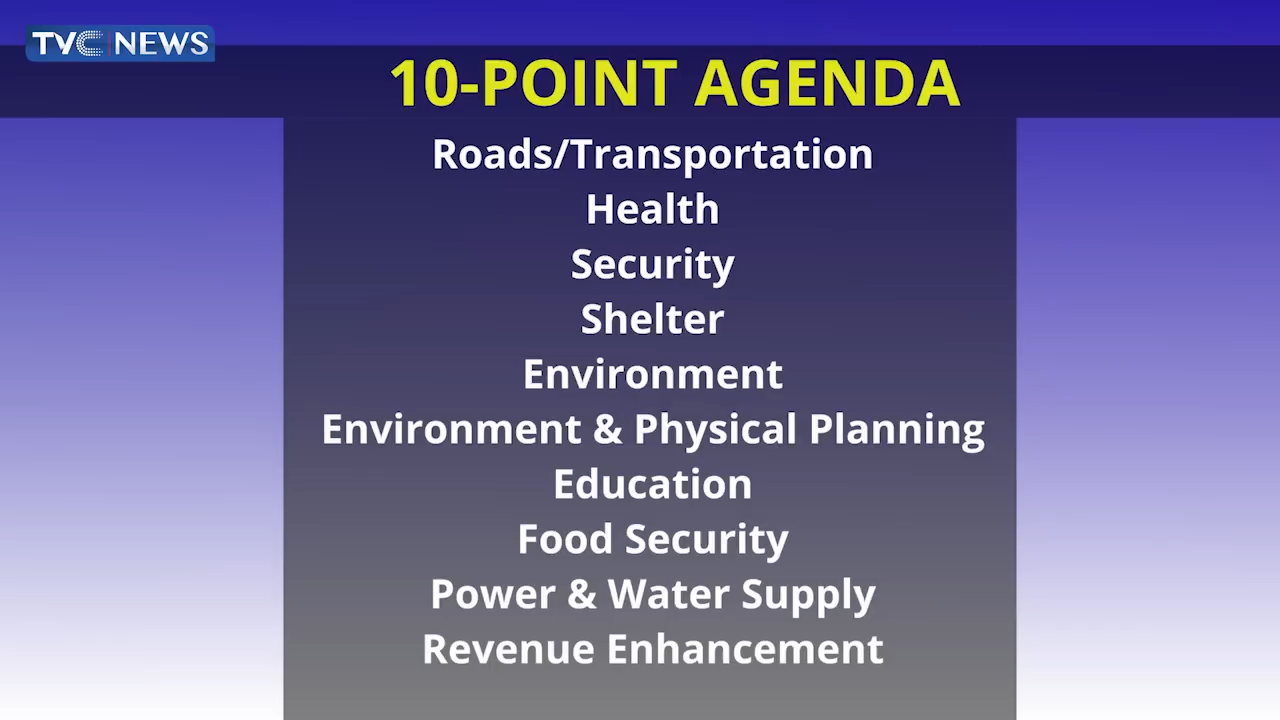 TVC NEWS
10-POINT AGENDA
Roads/Transportation
Health
Security
Shelter
Environment
Environment & Physical Planning
Education
Food Security
Power & Water Supply
Revenue Enhancement